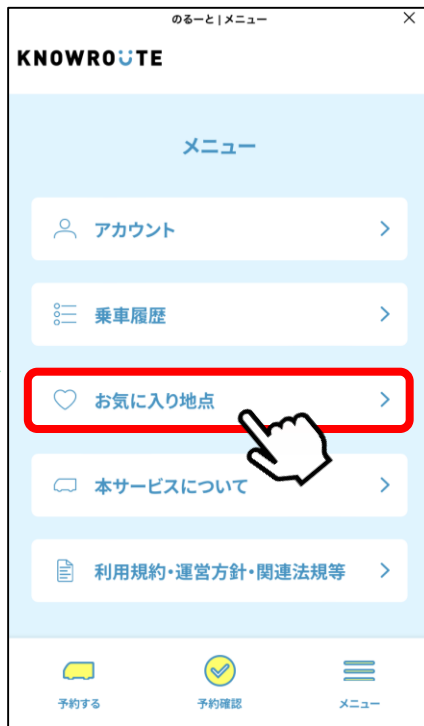 のるーと|メニュー
KNOWROUTE
メニュー
アカウント
乗車履歴
お気に入り地点
本サービスについて
利用規約・運営方針・関連法規等
予約する
予約確認
メニュー